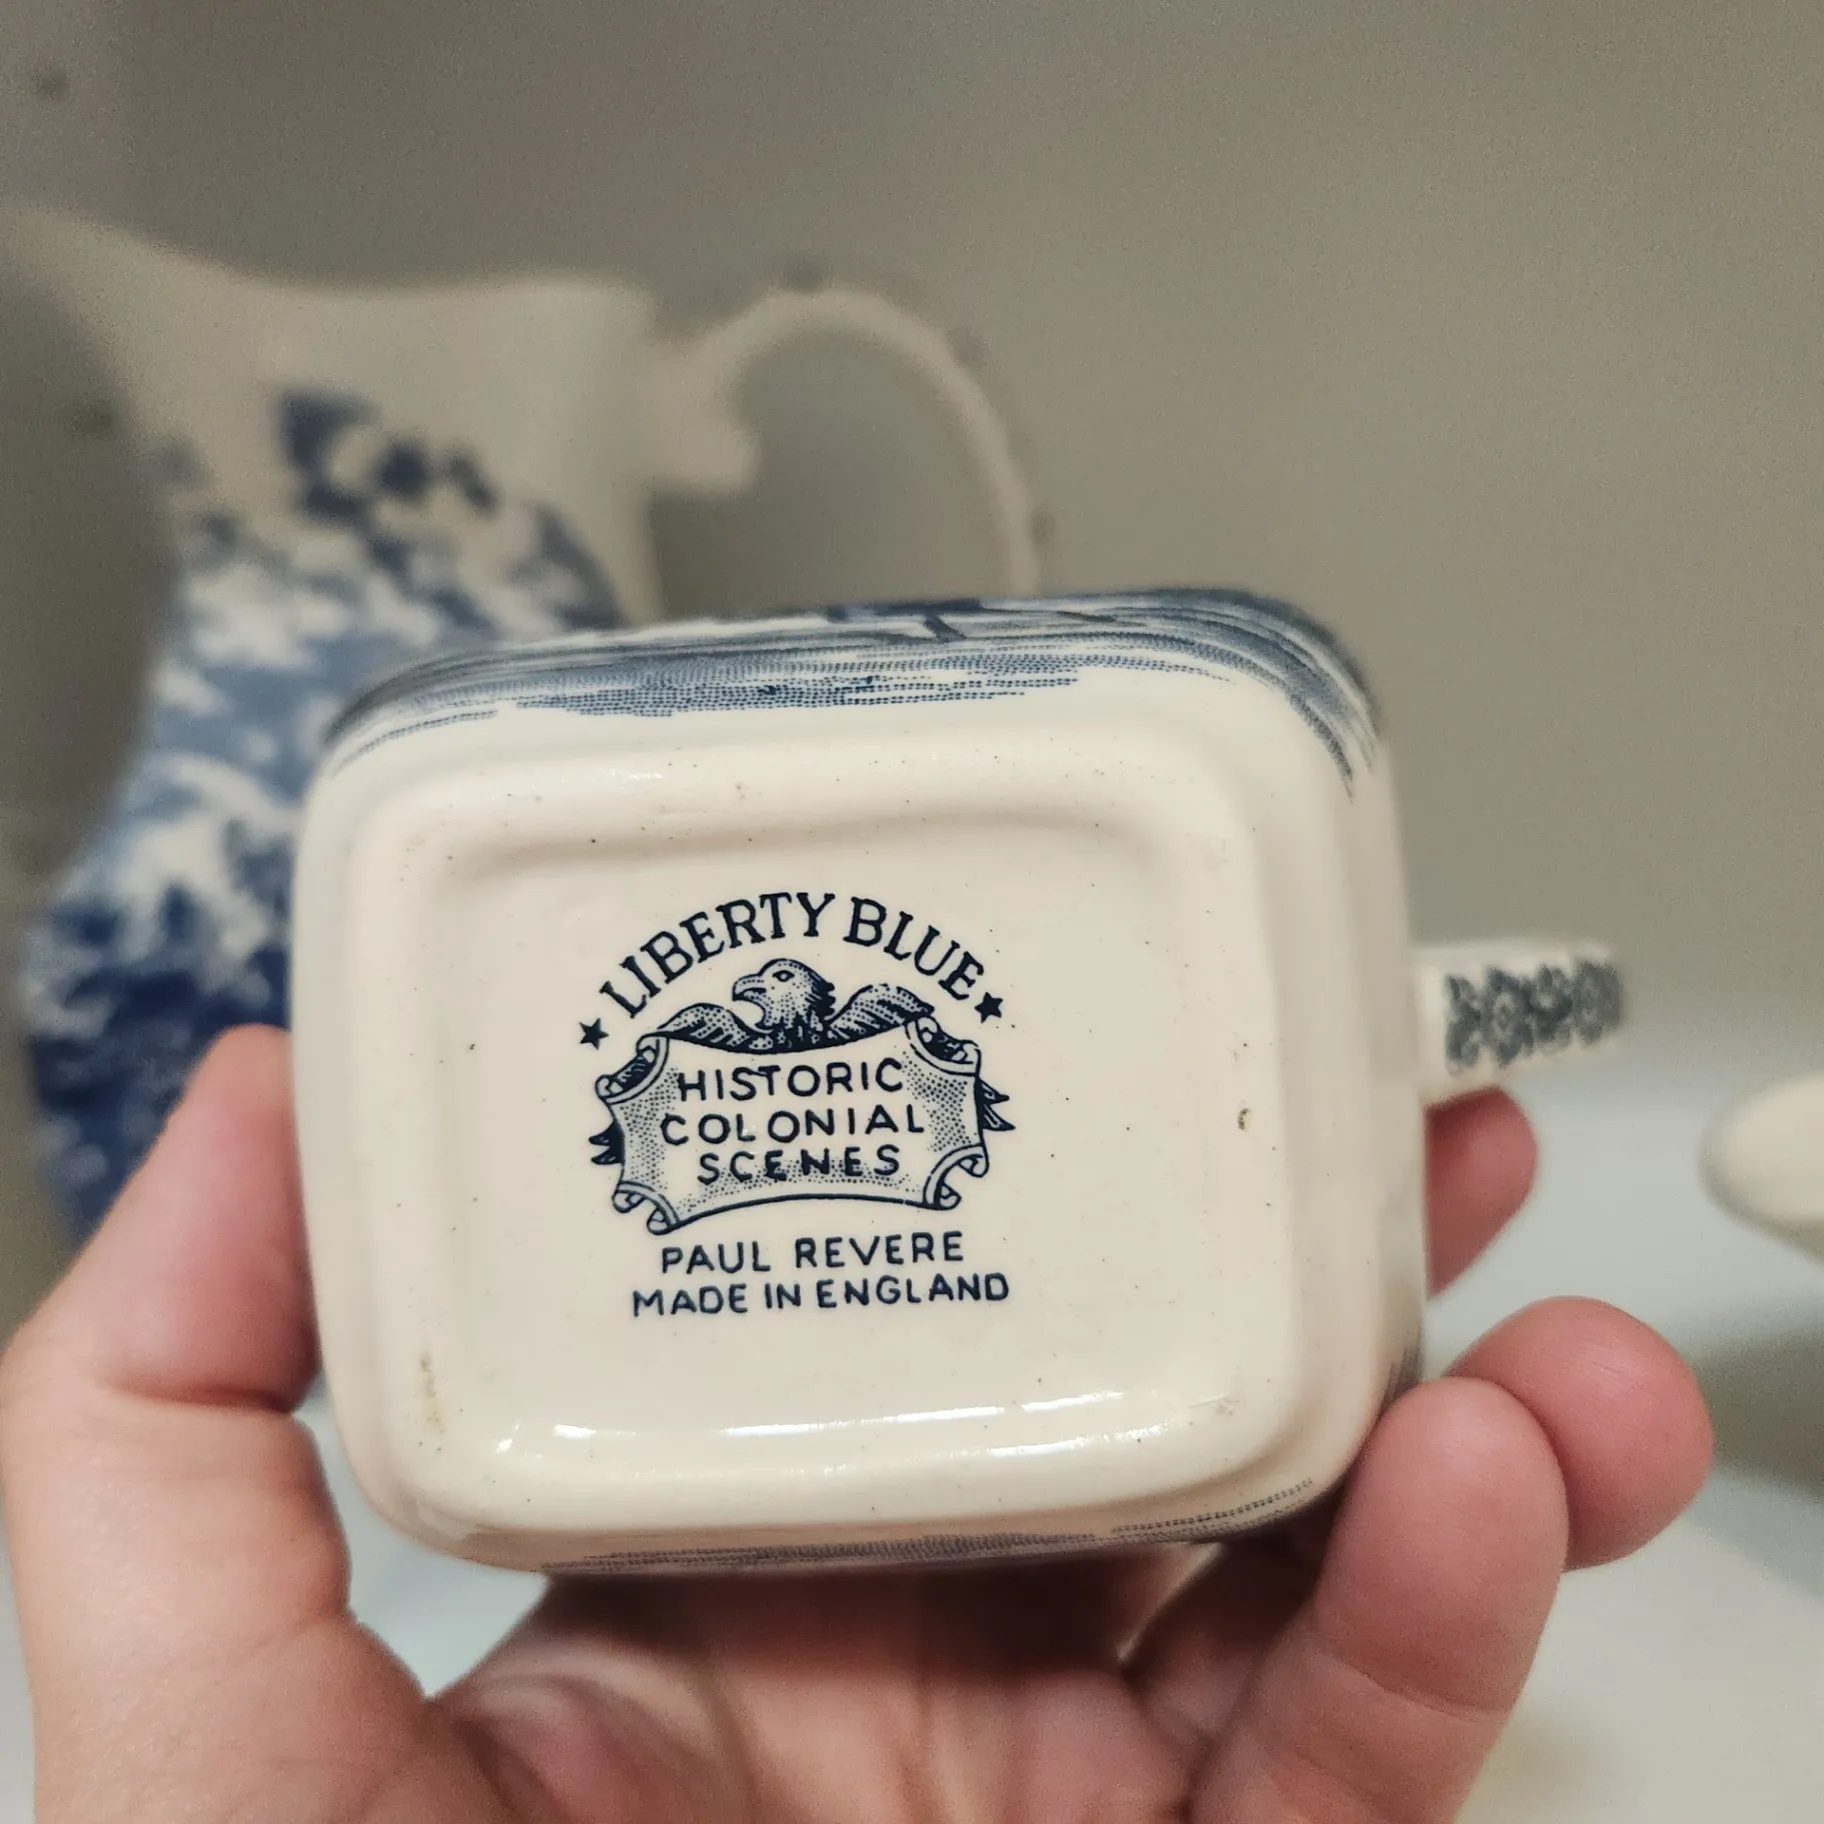 LIBERTY BLUE
HISTORIC
COLONIAL
SCENES
PAUL REVERE
MADE IN ENGLAND